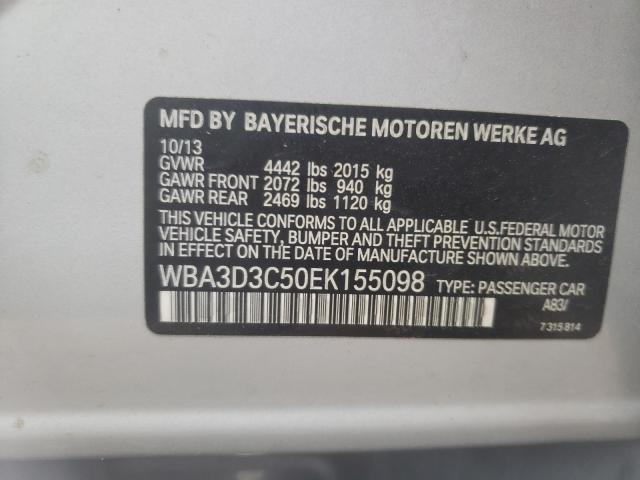 MFD BY BAYERISCHE MOTOREN WERKE AG
10/13
GVWR 4442 lbs 2015 kg
GAWR FRONT 2072 lbs 940 kg
GAWR REAR 2469 lbs 1120 kg
THIS VEHICLE CONFORMS TO ALL APPLICABLE U.S.FEDERAL MOTOR
VEHICLE SAFETY, BUMPER AND THEFT PREVENTION STANDARDS
IN EFFECT ON THE DATE OF MANUFACTURE SHOWN ABOVE.
WBA3D3C50EK155098 TYPE: PASSENGER CAR
A83/
7315814